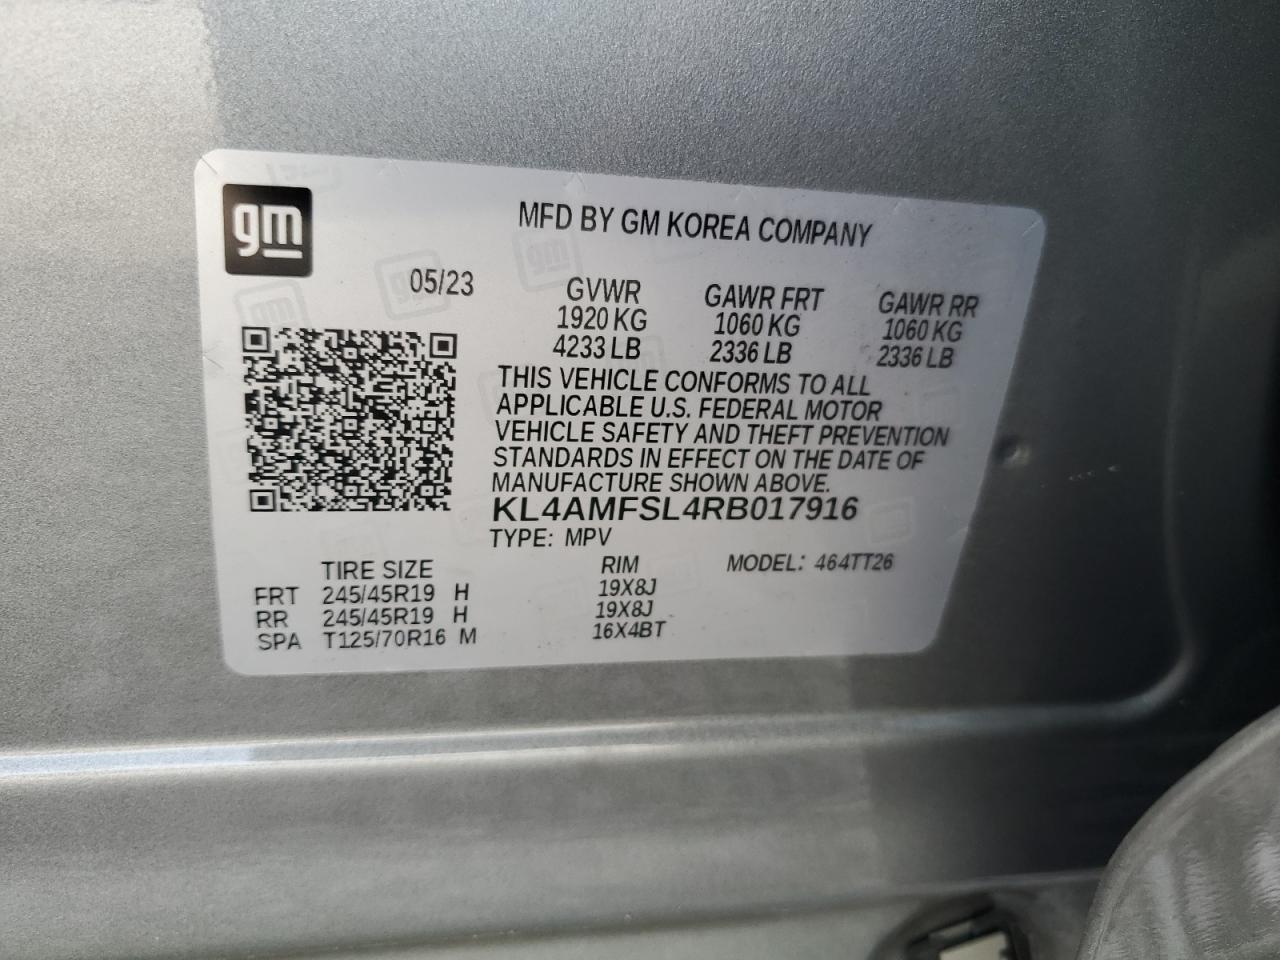 gm
MFD BY GM KOREA COMPANY
05/23
GVWR GAWR FRT GAWR RR
1920 KG 1060 KG 1060 KG
4233 LB 2336 LB 2336 LB
THIS VEHICLE CONFORMS TO ALL
APPLICABLE U.S. FEDERAL MOTOR
VEHICLE SAFETY AND THEFT PREVENTION
STANDARDS IN EFFECT ON THE DATE OF
MANUFACTURE SHOWN ABOVE.
KL4AMFSL4RB017916
TYPE: MPV
TIRE SIZE RIM MODEL: 464TT26
FRT 245/45R19 H 19X8J
RR 245/45R19 H 19X8J
SPA T125/70R16 M 16X4BT